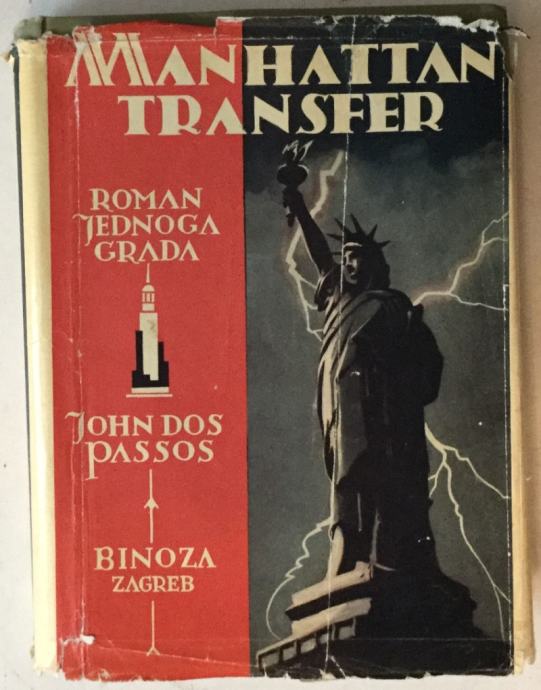 MANHATTAN
TRANSFER
ROMAN
JEDNOGA
GRADA
JOHN DOS
PASSOS
BINOZA
ZAGREB